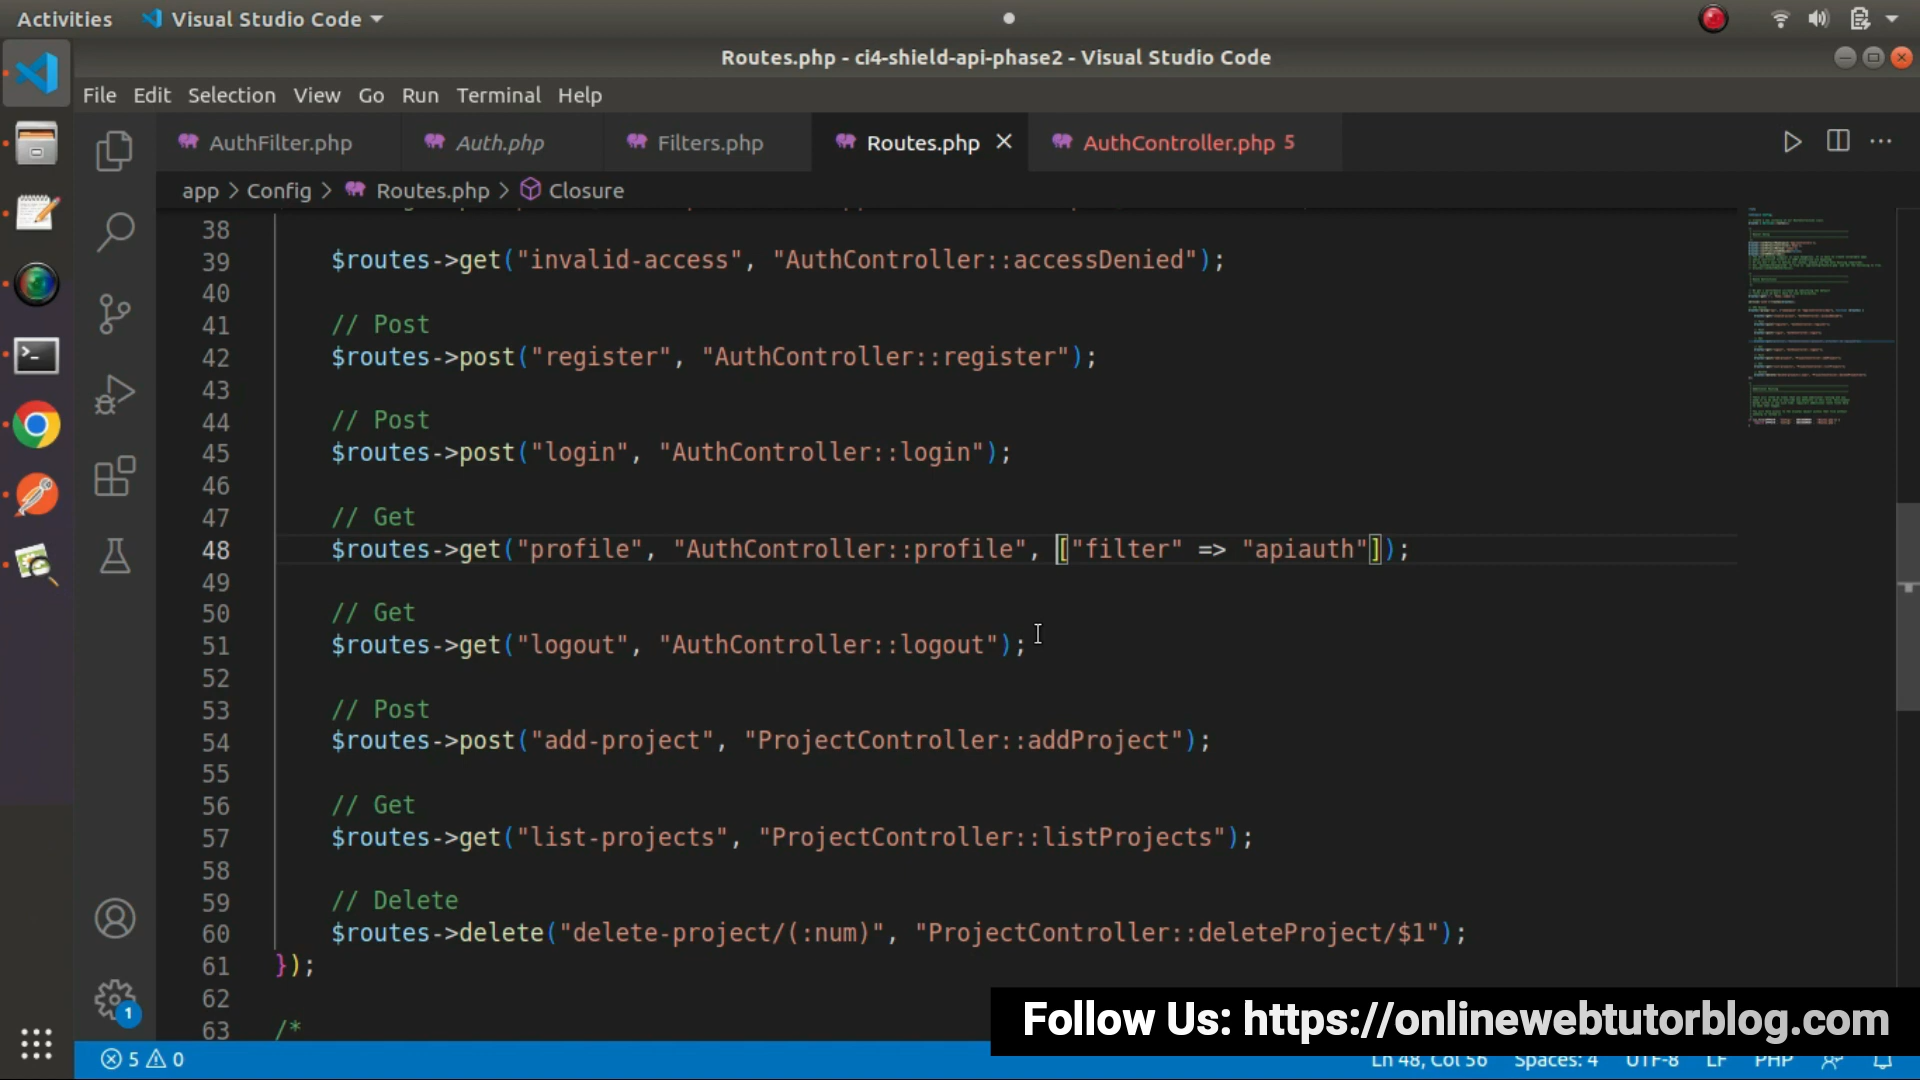 Activities
Visual Studio Code
Routes.php - ci4-shield-api-phase2 - Visual Studio Code
File Edit Selection View Go Run Terminal Help
AuthFilter.php
Auth.php
Filters.php
Routes.php
AuthController.php 5
app > Config > Routes.php > Closure
38
39 $routes->get("invalid-access", "AuthController::accessDenied");
40
41 // Post
42 $routes->post("register", "AuthController::register");
43
44 // Post
45 $routes->post("login", "AuthController::login");
46
47 // Get
48 $routes->get("profile", "AuthController::profile", ["filter" => "apiauth"]);
49
50 // Get
51 $routes->get("logout", "AuthController::logout");
52
53 // Post
54 $routes->post("add-project", "ProjectController::addProject");
55
56 // Get
57 $routes->get("list-projects", "ProjectController::listProjects");
58
59 // Delete
60 $routes->delete("delete-project/(:num)", "ProjectController::deleteProject/$1");
61 });
62
63 /*
1
Follow Us: https://onlinewebtutorblog.com
5 0
Ln 48, Col 56 Spaces: 4 UTF-8 LF PHP